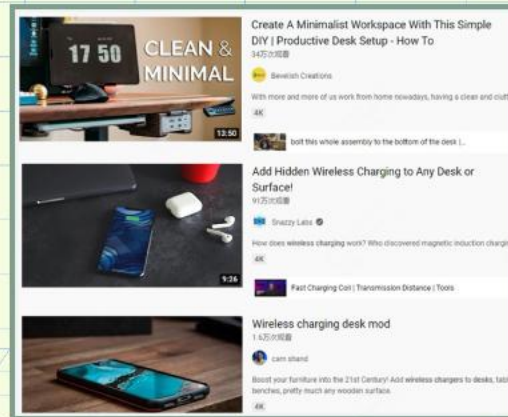 17 50
CLEAN &
MINIMAL
13:50
Create A Minimalist Workspace With This Simple
DIY | Productive Desk Setup - How To
34万次观看
Bevelish Creations
With more and more of us work from home nowadays, having a clean and clutt
4K
bolt this whole assembly to the bottom of the desk |...
9:26
Add Hidden Wireless Charging to Any Desk or
Surface!
91万次观看
Snazzy Labs
How does wireless charging work? Who discovered magnetic induction chargin
4K
Fast Charging Coil | Transmission Distance | Tools
Wireless charging desk mod
1.6万次观看
cam shand
Boost your furniture into the 21st Century! Add wireless chargers to desks, tabl
benches, pretty much any wooden surface.
4K